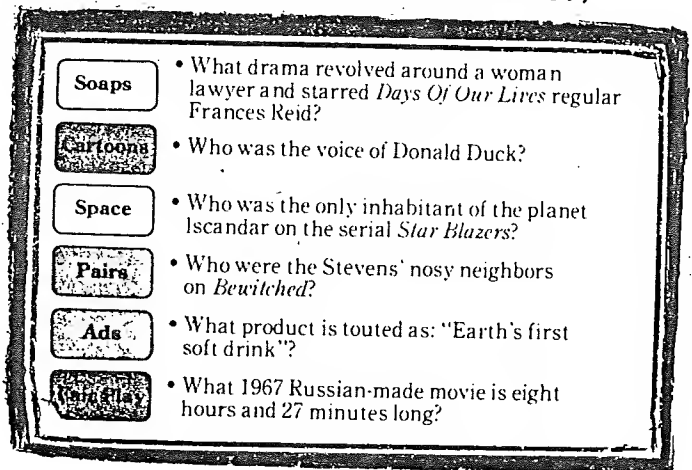 Soaps
• What drama revolved around a woman
lawyer and starred Days Of Our Lives regular
Frances Reid?
Cartoons
• Who was the voice of Donald Duck?
Space
• Who was the only inhabitant of the planet
Iscandar on the serial Star Blazers?
Pairs
• Who were the Stevens' nosy neighbors
on Bewitched?
Ads
• What product is touted as: "Earth's first
soft drink"?
Play
• What 1967 Russian-made movie is eight
hours and 27 minutes long?